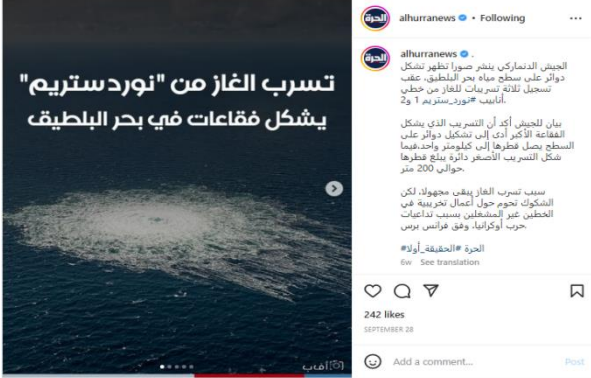 تسرب الغاز من "نوردستريم"
يشكل فقاعات في بحر البلطيق
أ.ف.ب
الحرة
alhurranews • Following
الحرة
alhurranews .
الجيش الدنماركي ينشر صورا تظهر تشكل
دوائر على سطح مياه بحر البلطيق، عقب
تسجيل ثلاثة تسريبات للغاز من خطي
أنابيب #نورد_ستريم 1 و2.
بيان للجيش أكد أن التسريب الذي يشكل
الفقاعة الأكبر أدى إلى تشكيل دوائر على
السطح يصل قطرها إلى كيلومتر واحد،فيما
شكل التسريب الأصغر دائرة يبلغ قطرها
حوالي 200 متر.
سبب تسرب الغاز يبقى مجهولا، لكن
الشكوك تحوم حول أعمال تخريبية في
الخطين غير المشغلين بسبب تداعيات
حرب أوكرانيا، وفق فرانس برس.
#الحرة #الحقيقة_أولا
6w See translation
242 likes
SEPTEMBER 28
Add a comment...
Post